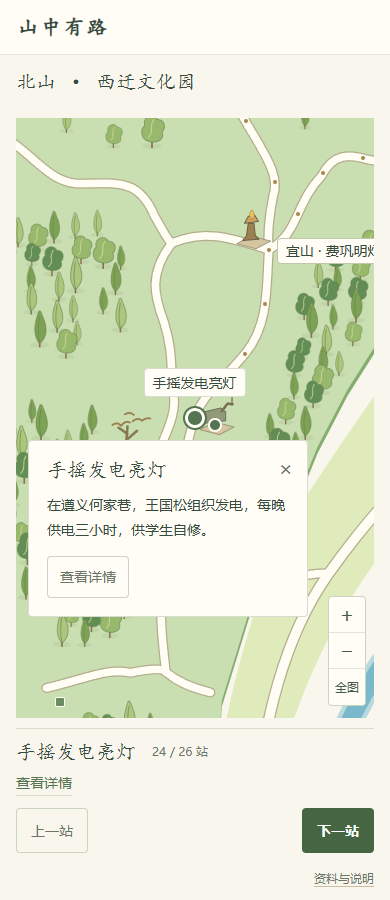 山中有路
北山 • 西迁文化园
宜山 · 费巩明灯
手摇发电亮灯
手摇发电亮灯 ×
在遵义何家巷，王国松组织发电，每晚
供电三小时，供学生自修。
查看详情
+
−
全图
手摇发电亮灯 24 / 26 站
查看详情
上一站 下一站
资料与说明